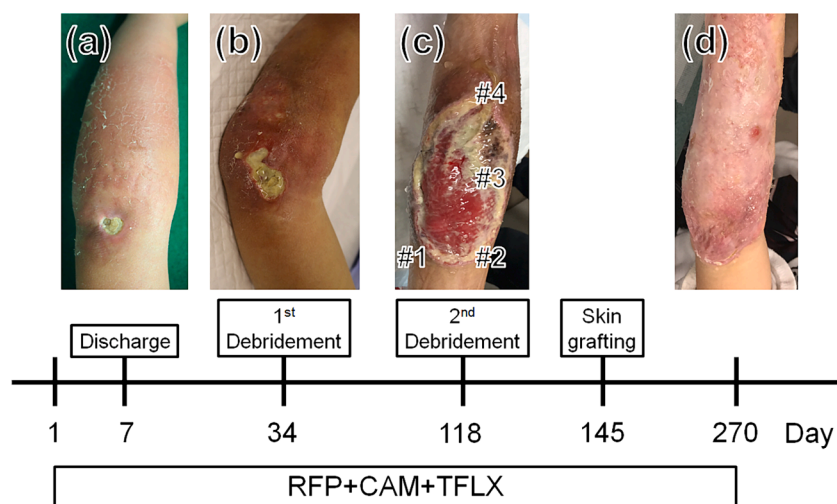 (a)
(b)
(c)
(d)
#4
#3
#1
#2
Discharge
1st
Debridement
2nd
Debridement
Skin
grafting
1
7
34
118
145
270
Day
RFP+CAM+TFLX